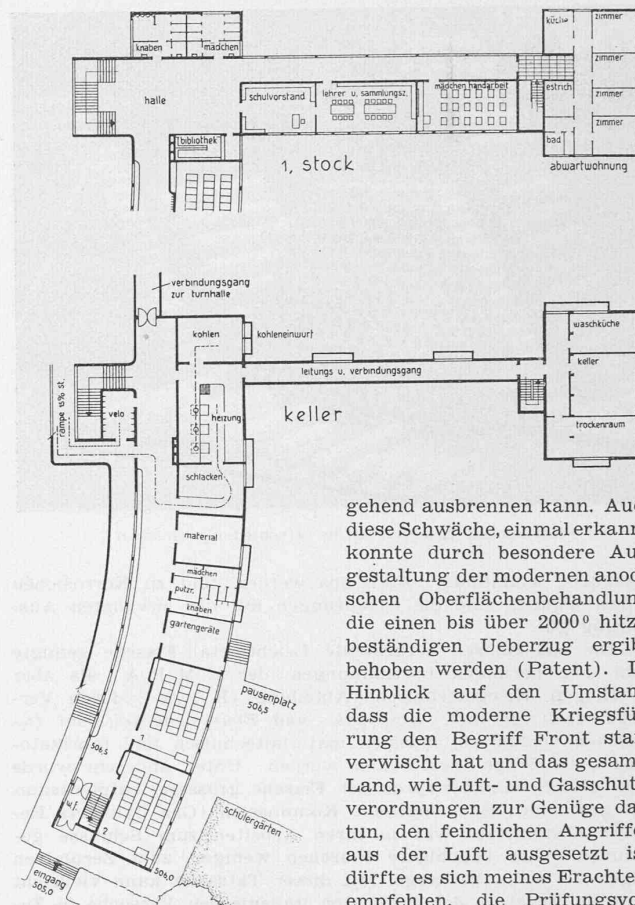 knaben
mädchen
küche
zimmer
halle
schulvorstand
lehrer u. sammlungsz.
mädchen handarbeit
zimmer
estrich
zimmer
bibliothek
bad
zimmer
1, stock
abwartwohnung
verbindungsgang
zur turnhalle
kohlen
kohleneinwurf
waschküche
leitungs u. verbindungsgang
keller
rampe 15% st.
velo
heizung
keller
trockenraum
schlacken
material
mädchen
putzr.
knaben
gartengeräte
pausenplatz
506,5
506,5
schülergärten
w.f.
?
eingang
505,0
506,0
gehend ausbrennen kann. Auc
diese Schwäche, einmal erkann
konnte durch besondere Au
gestaltung der modernen anod
schen Oberflächenbehandlun
die einen bis über 2000° hitz
beständigen Ueberzug ergib
behoben werden (Patent). I
Hinblick auf den Umstan
dass die moderne Kriegsfü
rung den Begriff Front sta
verwischt hat und das gesam
Land, wie Luft- und Gasschut
verordnungen zur Genüge da
tun, den feindlichen Angriffe
aus der Luft ausgesetzt is
dürfte es sich meines Erachte
empfehlen, die Prüfungsvo